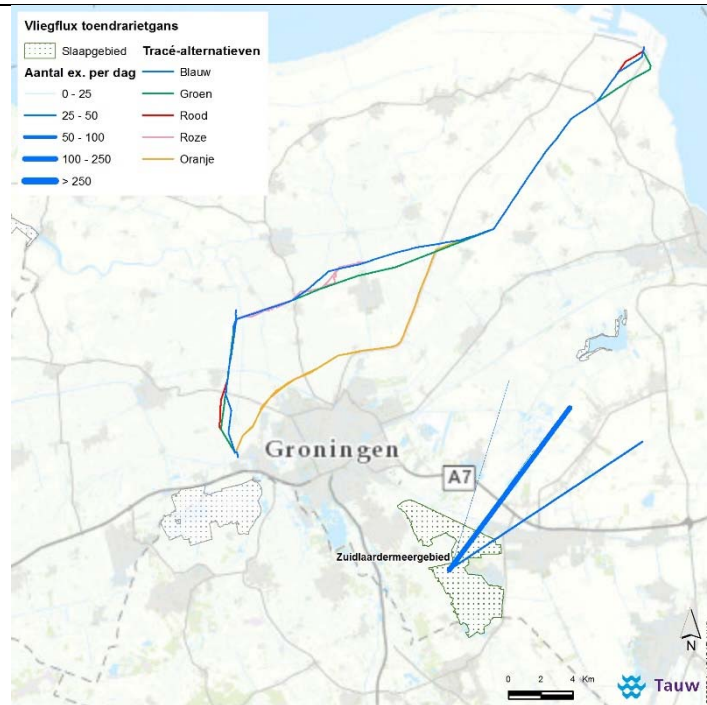 Vliegflux toendrarietgans
Slaapgebied
Tracé-alternatieven
Aantal ex. per dag
Blauw
0 - 25
Groen
25 - 50
Rood
50 - 100
Roze
100 - 250
Oranje
> 250
Groningen
A7
Zuidlaardermeergebied
N
0 2 4 Km
Tauw